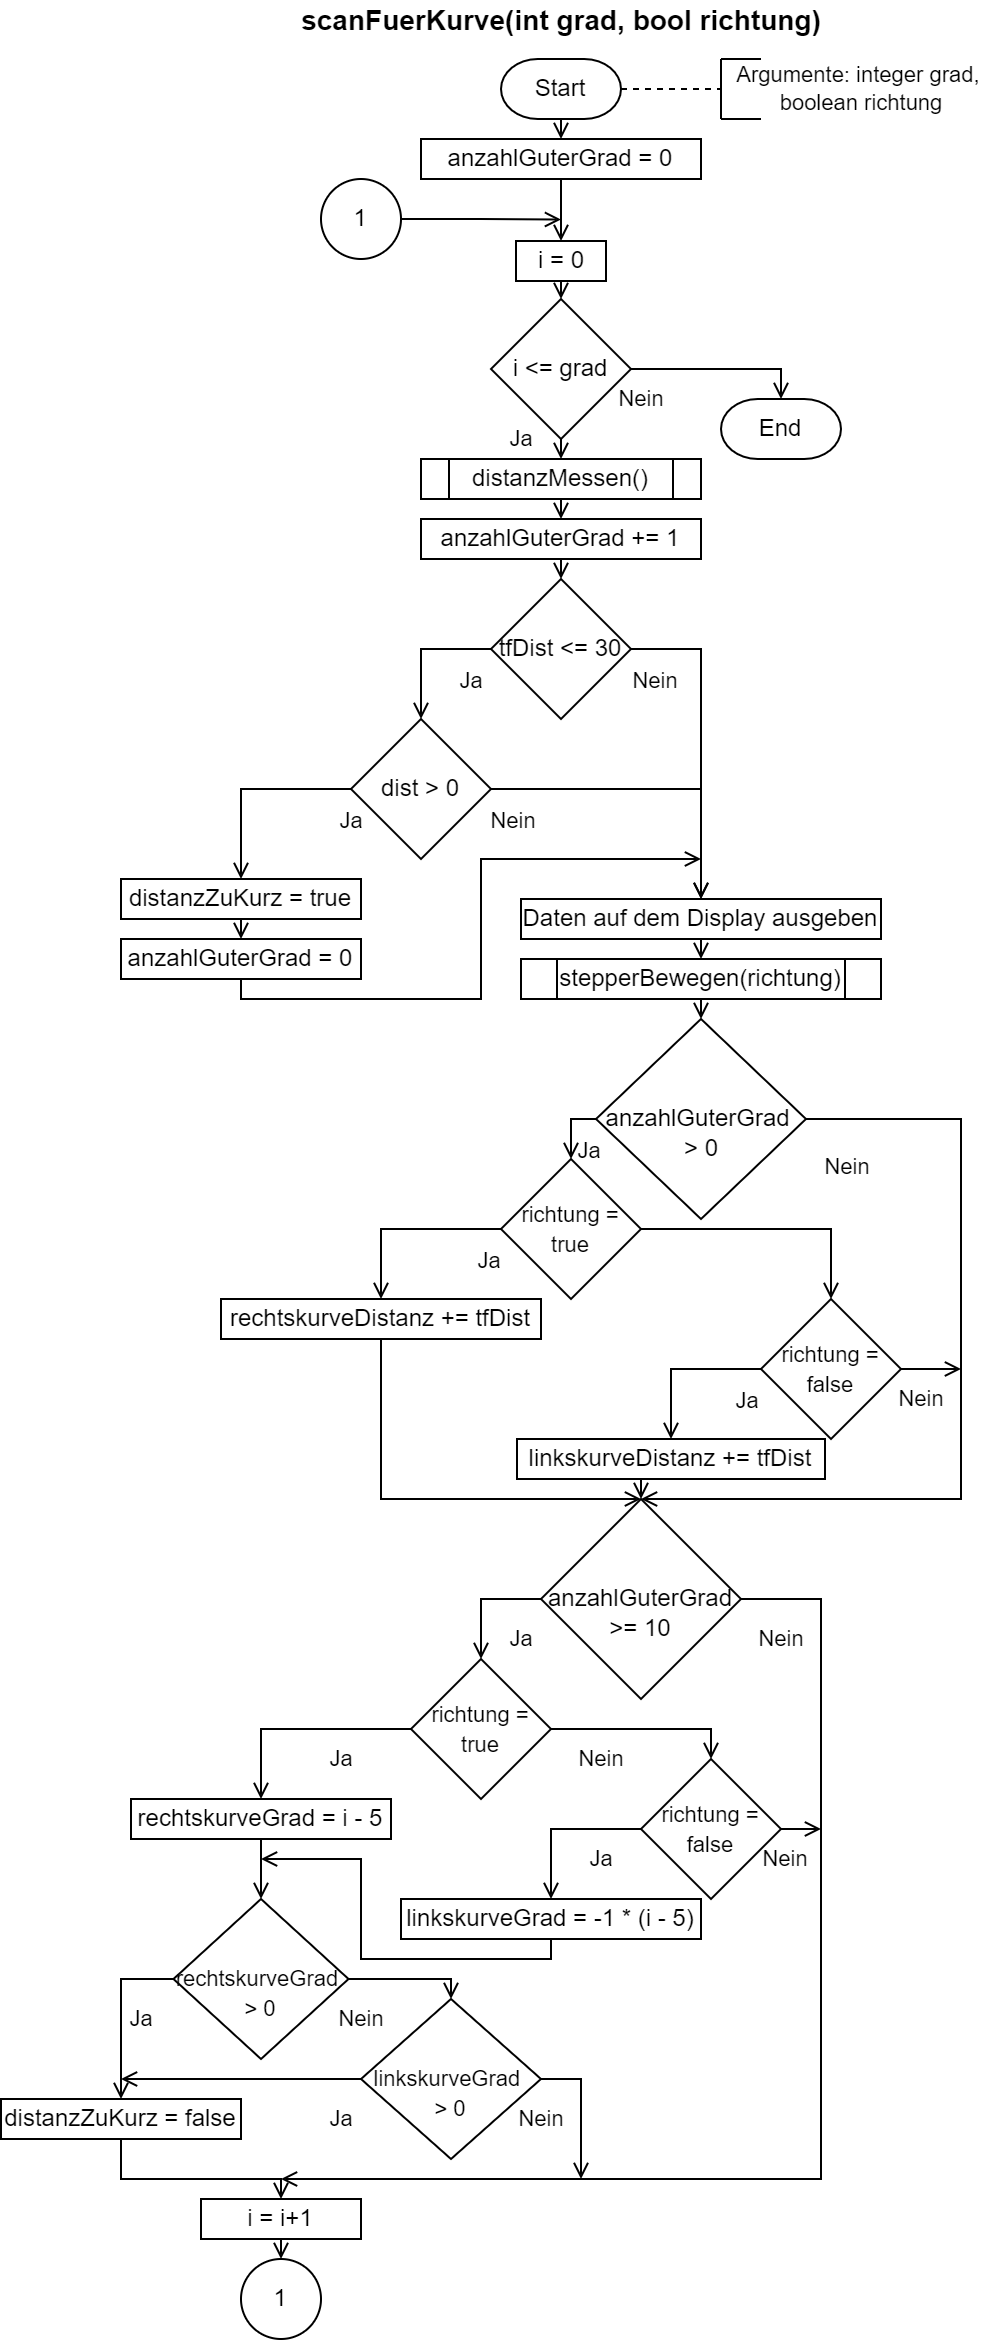 scanFuerKurve(int grad, bool richtung)
Start
Argumente: integer grad,
boolean richtung
anzahlGuterGrad = 0
1
i = 0
i <= grad
Nein
End
Ja
distanzMessen()
anzahlGuterGrad += 1
tfDist <= 30
Ja
Nein
dist > 0
Ja
Nein
distanzZuKurz = true
Daten auf dem Display ausgeben
anzahlGuterGrad = 0
stepperBewegen(richtung)
anzahlGuterGrad
> 0
Ja
Nein
richtung =
true
Ja
rechtskurveDistanz += tfDist
richtung =
false
Ja
Nein
linkskurveDistanz += tfDist
anzahlGuterGrad
>= 10
Ja
Nein
richtung =
true
Ja
Nein
rechtskurveGrad = i - 5
richtung =
false
Ja
Nein
linkskurveGrad = -1 * (i - 5)
rechtskurveGrad
> 0
Ja
Nein
linkskurveGrad
> 0
Ja
Nein
distanzZuKurz = false
i = i+1
1